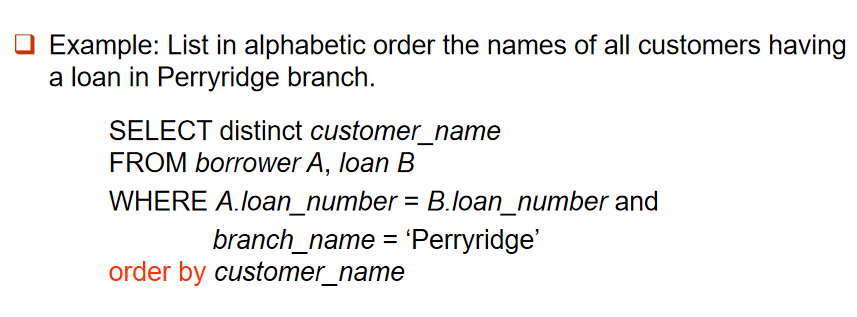 Example: List in alphabetic order the names of all customers having
a loan in Perryridge branch.
SELECT distinct customer_name
FROM borrower A, loan B
WHERE A.loan_number = B.loan_number and
branch_name = ‘Perryridge’
order by customer_name